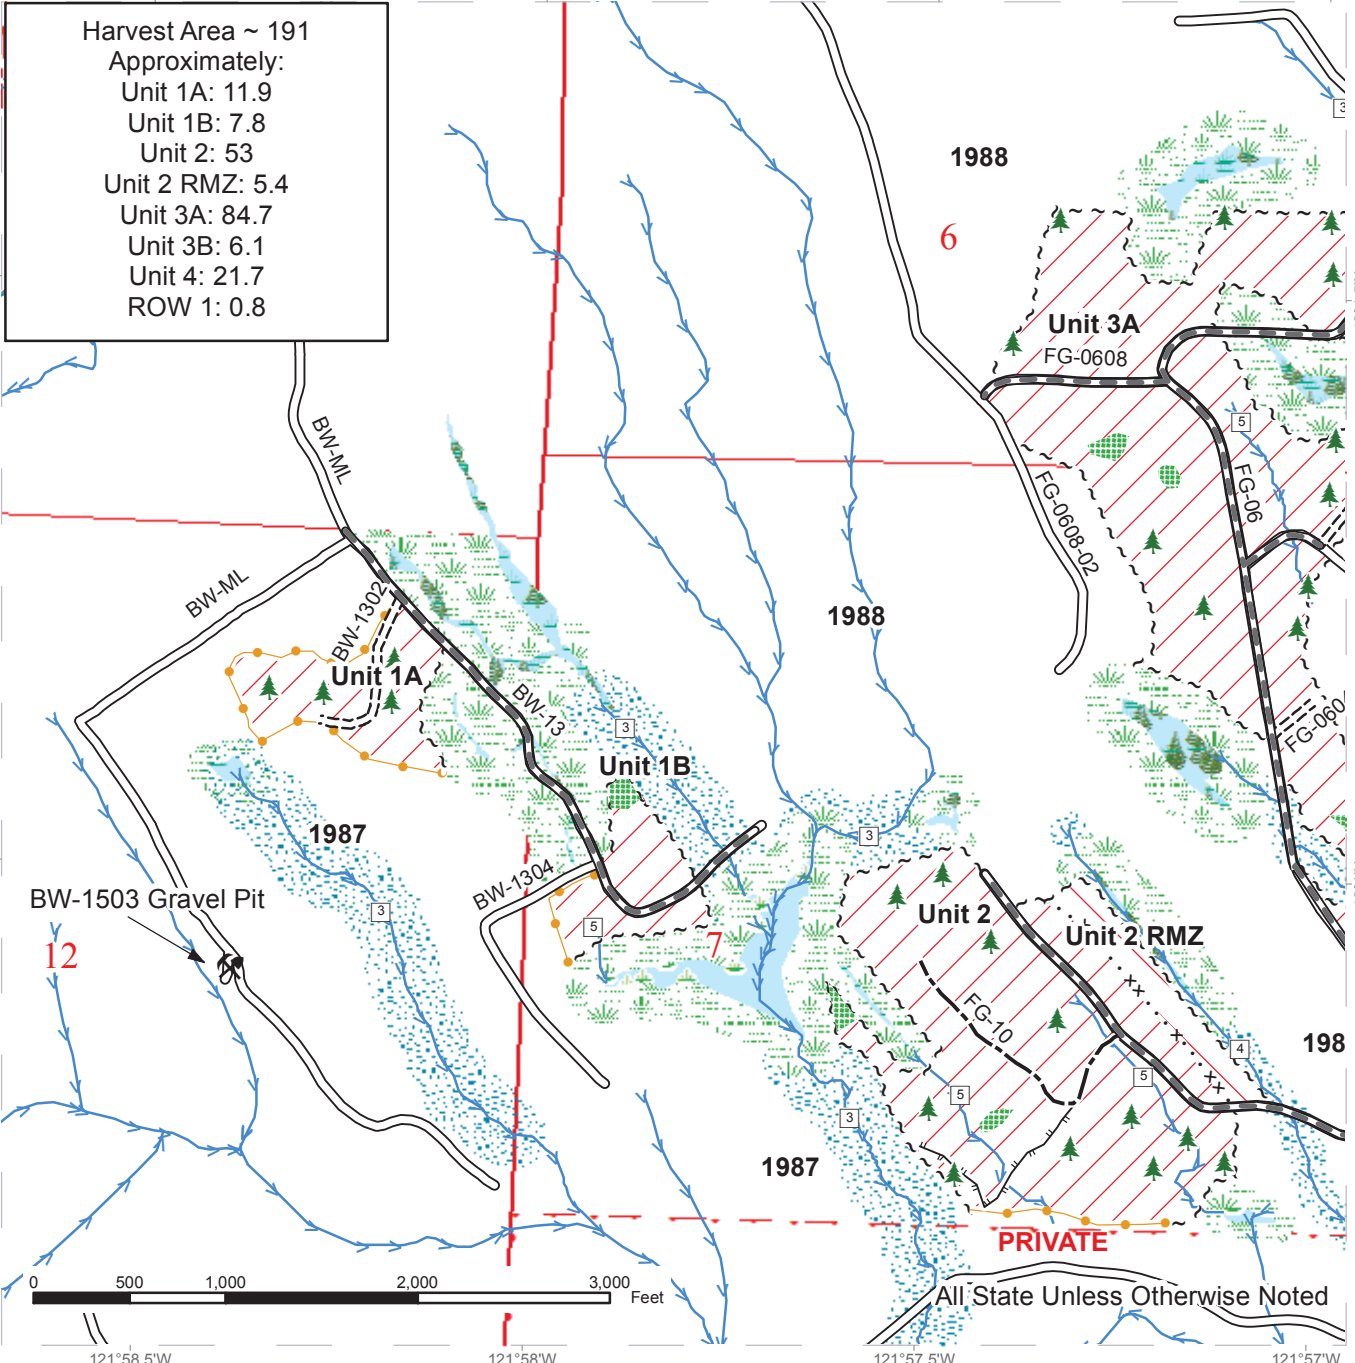 Harvest Area ~ 191
Approximately:
Unit 1A: 11.9
Unit 1B: 7.8
Unit 2: 53
Unit 2 RMZ: 5.4
Unit 3A: 84.7
Unit 3B: 6.1
Unit 4: 21.7
ROW 1: 0.8
3
1988
6
Unit 3A
FG-0608
5
BW-ML
FG-06
FG-0608-02
BW-ML
BW-1302
1988
Unit 1A
BW-13
3
FG-060
Unit 1B
1987
3
BW-1304
BW-1503 Gravel Pit
3
5
Unit 2
Unit 2 RMZ
12
7
FG-10
198
4
5
5
3
1987
PRIVATE
0 500 1,000 2,000 3,000
Feet
All State Unless Otherwise Noted
121°58.5'W 121°58'W 121°57.5'W 121°57'W